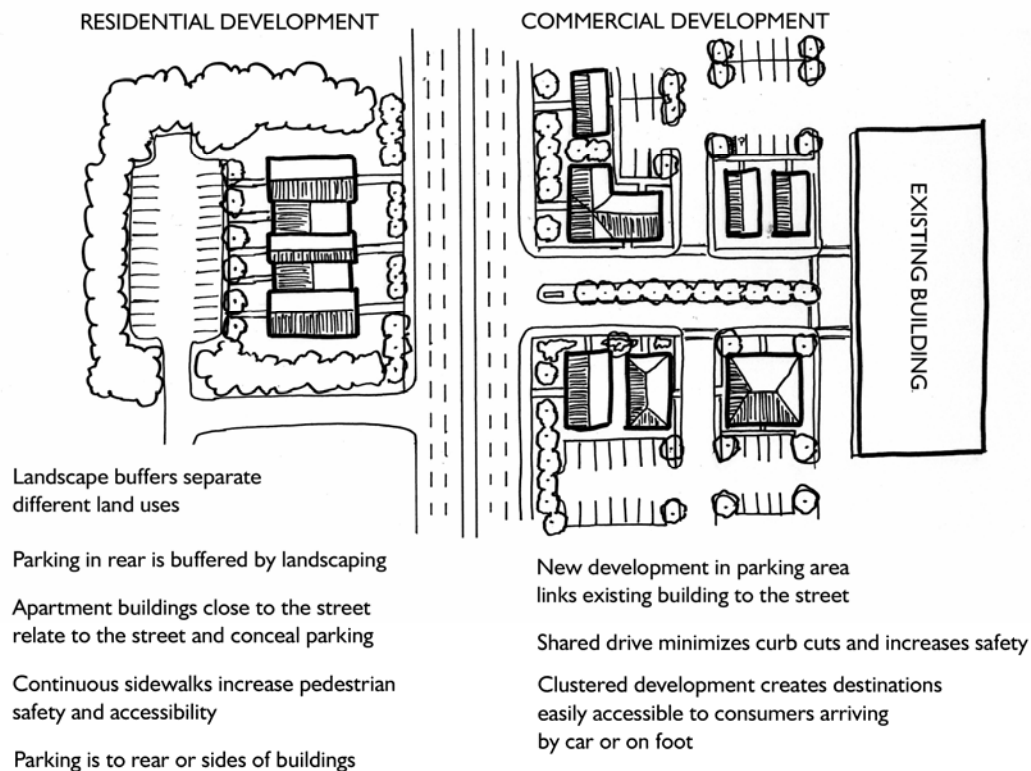 RESIDENTIAL DEVELOPMENT
COMMERCIAL DEVELOPMENT
EXISTING BUILDING.
Landscape buffers separate
different land uses
Parking in rear is buffered by landscaping
Apartment buildings close to the street
relate to the street and conceal parking
Continuous sidewalks increase pedestrian
safety and accessibility
Parking is to rear or sides of buildings
New development in parking area
links existing building to the street
Shared drive minimizes curb cuts and increases safety
Clustered development creates destinations
easily accessible to consumers arriving
by car or on foot